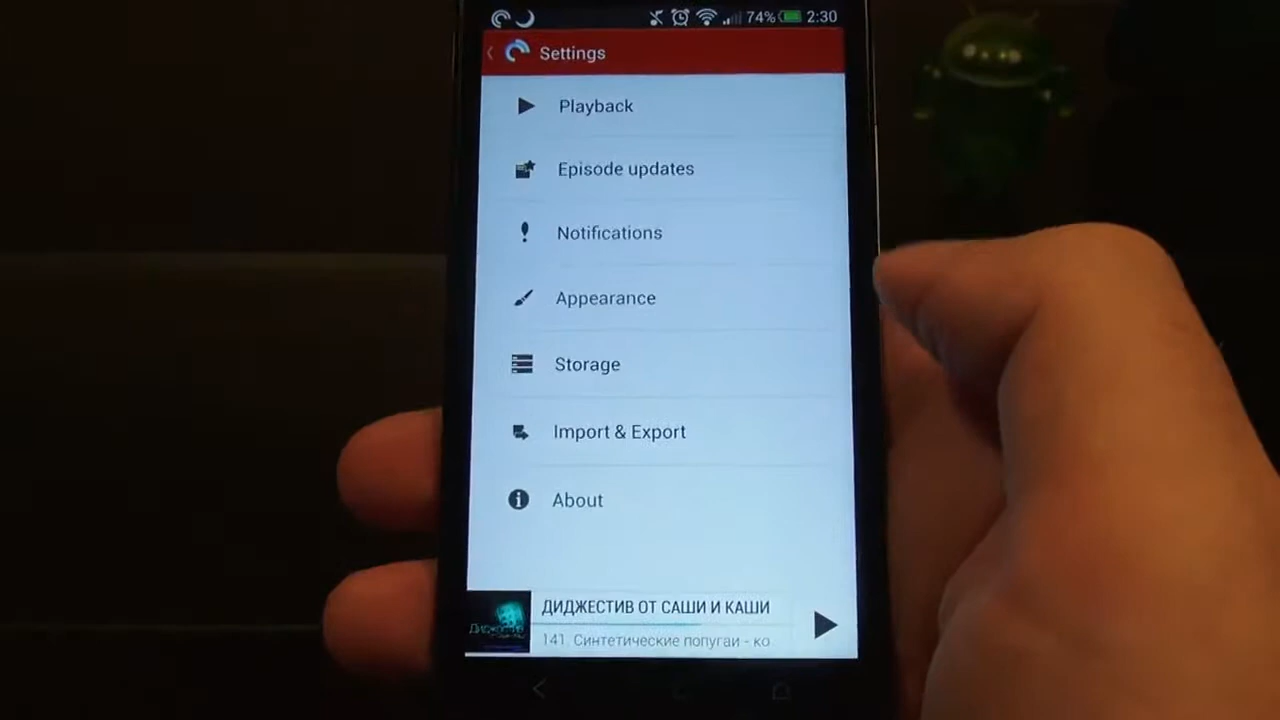 74% 2:30
Settings
Playback
Episode updates
Notifications
Appearance
Storage
Import & Export
About
ДИДЖЕСТИВ ОТ САШИ И КАШИ
141. Синтетические попугаи - ко
Диджестив